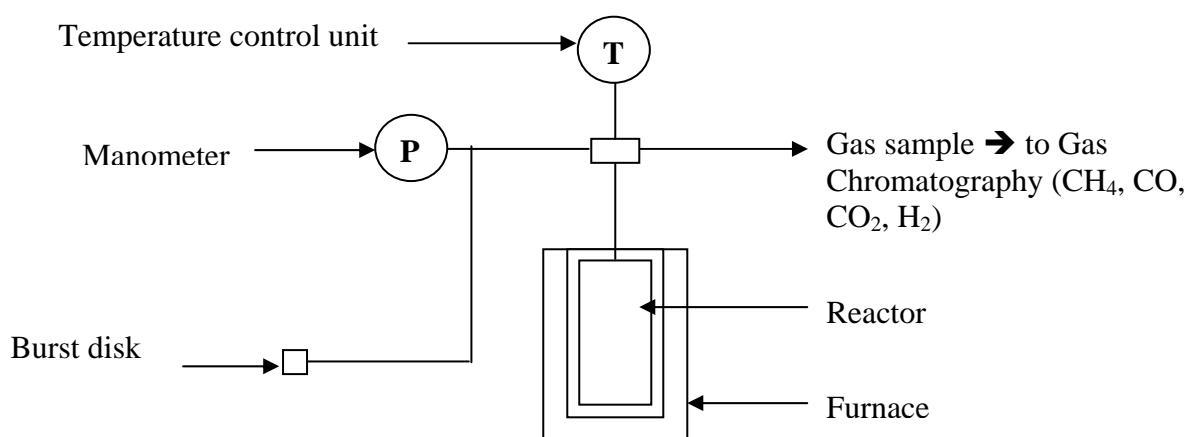 Temperature control unit
T
Manometer
P
Gas sample ➔ to Gas
Chromatography (CH₄, CO,
CO₂, H₂)
Reactor
Burst disk
Furnace